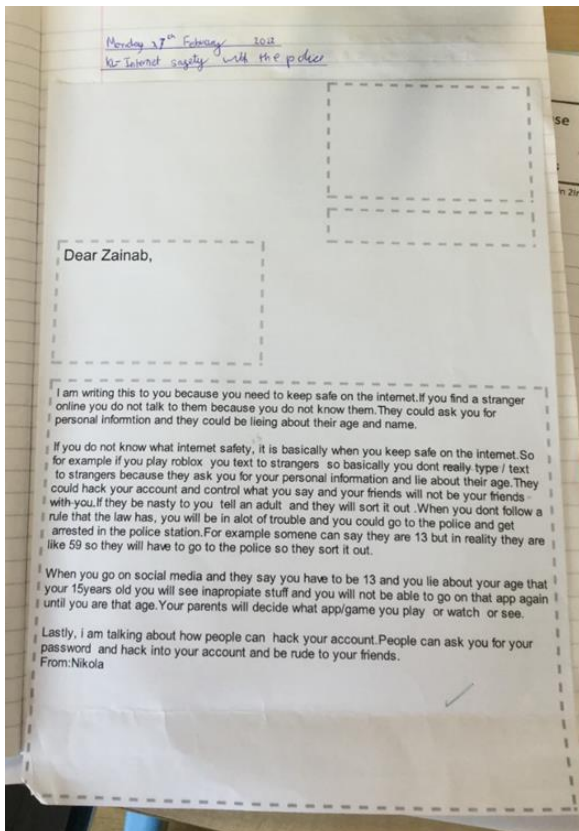 Monday 17th February 2022
KL- Internet safety with the police
se
n 2in
Dear Zainab,
I am writing this to you because you need to keep safe on the internet.If you find a stranger
online you do not talk to them because you do not know them.They could ask you for
personal informtion and they could be lieing about their age and name.
If you do not know what internet safety, it is basically when you keep safe on the internet.So
for example if you play roblox you text to strangers so basically you dont really type / text
to strangers because they ask you for your personal information and lie about their age.They
could hack your account and control what you say and your friends will not be your friends
with you.If they be nasty to you tell an adult and they will sort it out .When you dont follow a
rule that the law has, you will be in alot of trouble and you could go to the police and get
arrested in the police station.For example somene can say they are 13 but in reality they are
like 59 so they will have to go to the police so they sort it out.
When you go on social media and they say you have to be 13 and you lie about your age that
your 15years old you will see inapropiate stuff and you will not be able to go on that app again
until you are that age.Your parents will decide what app/game you play or watch or see.
Lastly, i am talking about how people can hack your account.People can ask you for your
password and hack into your account and be rude to your friends.
From:Nikola